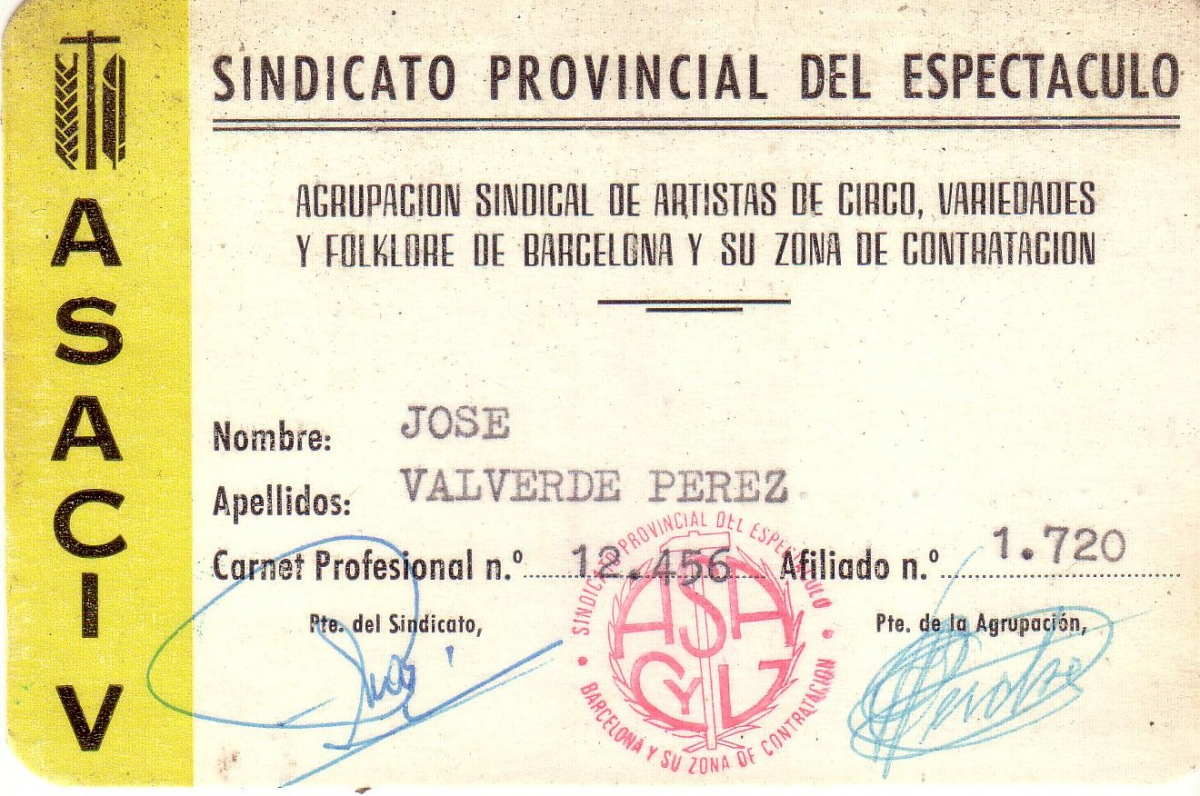 ASACIV
SINDICATO PROVINCIAL DEL ESPECTACULO
AGRUPACION SINDICAL DE ARTISTAS DE CIRCO, VARIEDADES
Y FOLKLORE DE BARCELONA Y SU ZONA DE CONTRATACION
Nombre: JOSE
Apellidos: VALVERDE PEREZ
Carnet Profesional n.º 12.456 Afiliado n.º 1.720
Pte. del Sindicato, Pte. de la Agrupación,
SINDICATO PROVINCIAL DEL ESPECTACULO
BARCELONA Y SU ZONA DE CONTRATACION